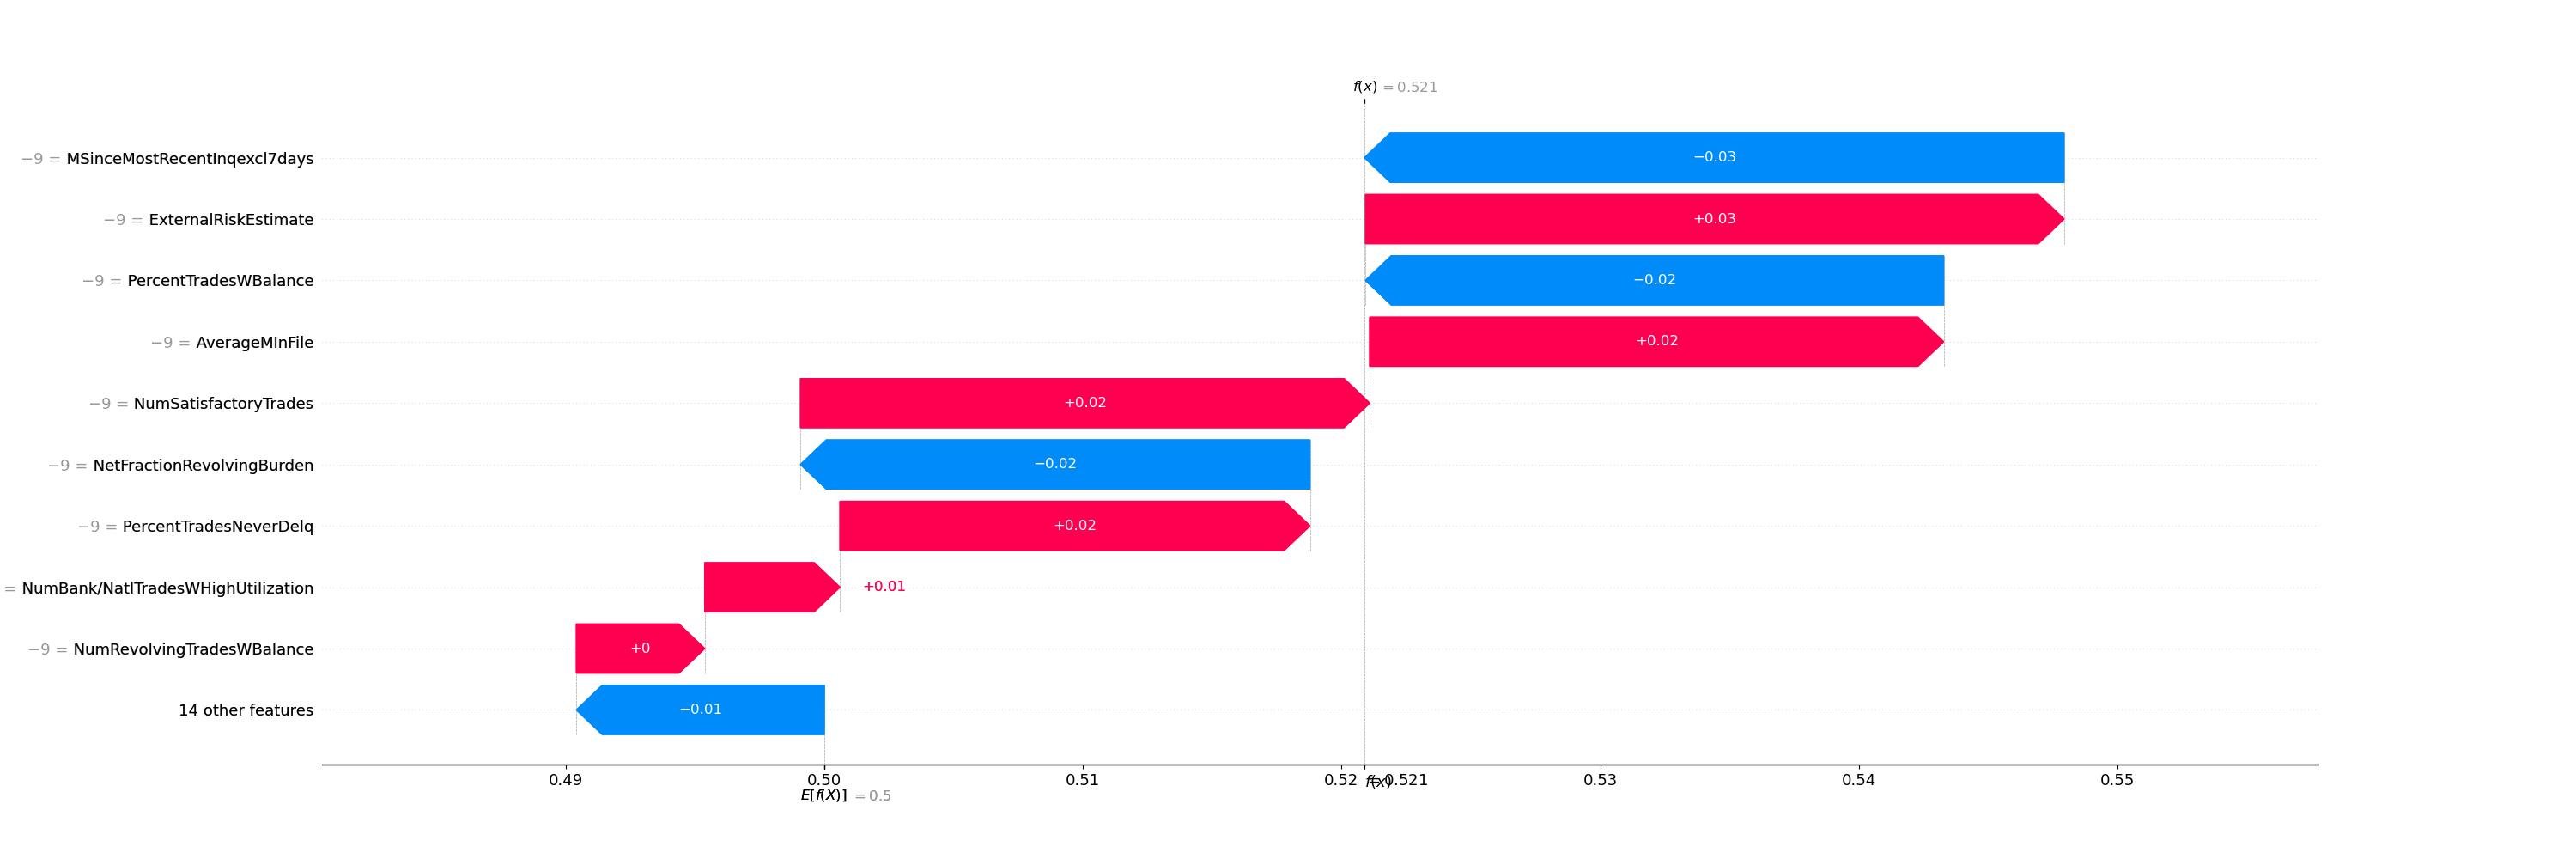 f(x) = 0.521
−9 = MSinceMostRecentInqexcl7days −0.03
−9 = ExternalRiskEstimate +0.03
−9 = PercentTradesWBalance −0.02
−9 = AverageMInFile +0.02
−9 = NumSatisfactoryTrades +0.02
−9 = NetFractionRevolvingBurden −0.02
−9 = PercentTradesNeverDelq +0.02
= NumBank/NatlTradesWHighUtilization +0.01
−9 = NumRevolvingTradesWBalance +0
14 other features −0.01
0.49 0.50 0.51 0.52 f(x) = 0.521 0.53 0.54 0.55
E[f(X)] = 0.5